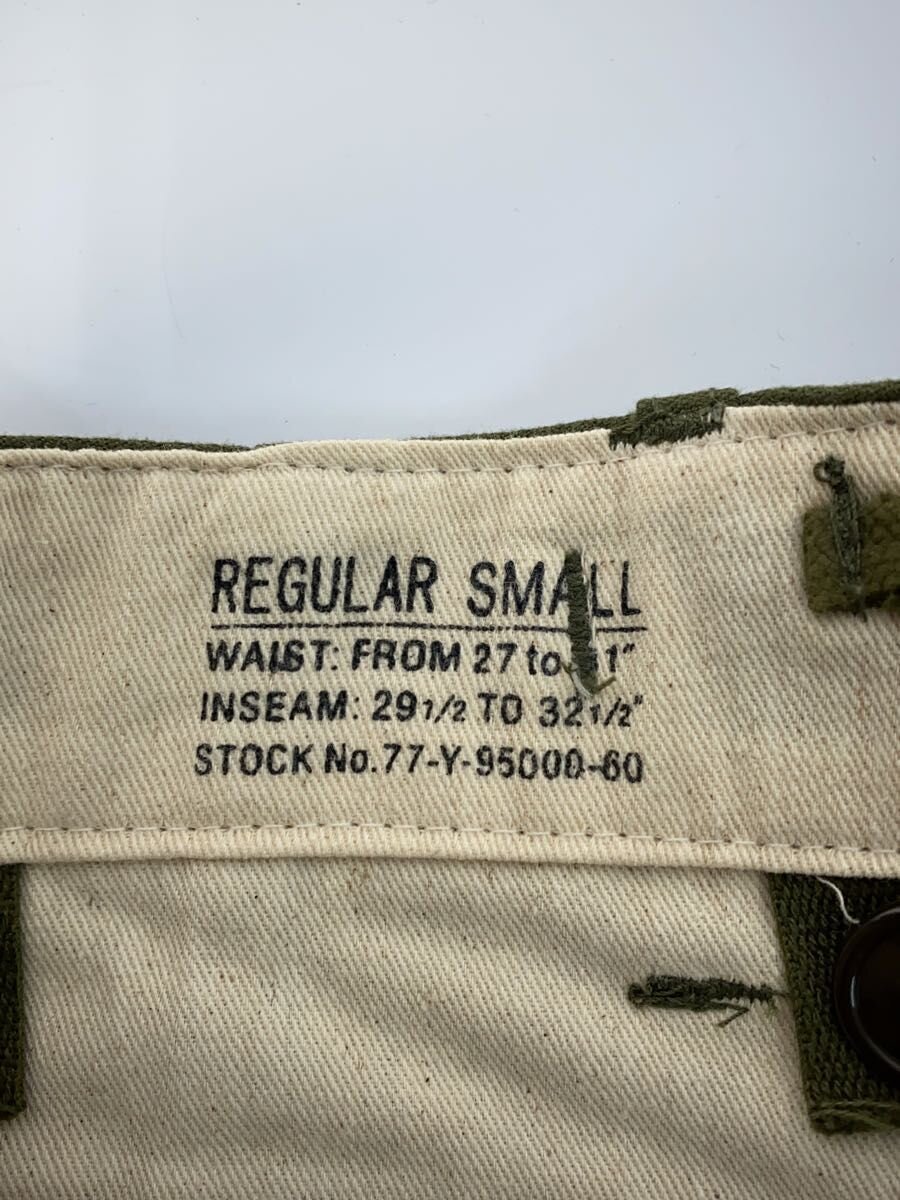 REGULAR SMALL
WAIST: FROM 27 to 1"
INSEAM: 29 1/2 TO 32 1/2"
STOCK No. 77-Y-95000-60